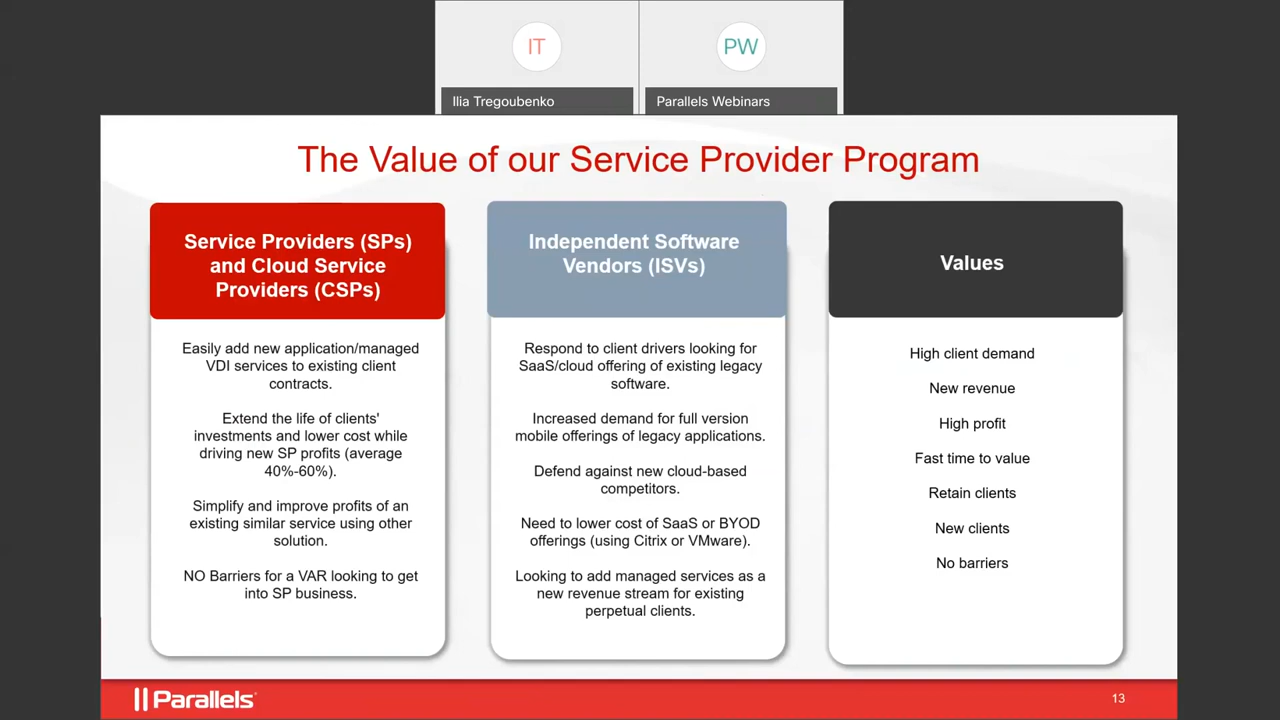 IT
PW
Ilia Tregoubenko
Parallels Webinars
The Value of our Service Provider Program
Service Providers (SPs)
and Cloud Service
Providers (CSPs)
Easily add new application/managed
VDI services to existing client
contracts.
Extend the life of clients'
investments and lower cost while
driving new SP profits (average
40%-60%).
Simplify and improve profits of an
existing similar service using other
solution.
NO Barriers for a VAR looking to get
into SP business.
Independent Software
Vendors (ISVs)
Respond to client drivers looking for
SaaS/cloud offering of existing legacy
software.
Increased demand for full version
mobile offerings of legacy applications.
Defend against new cloud-based
competitors.
Need to lower cost of SaaS or BYOD
offerings (using Citrix or VMware).
Looking to add managed services as a
new revenue stream for existing
perpetual clients.
Values
High client demand
New revenue
High profit
Fast time to value
Retain clients
New clients
No barriers
Parallels
13